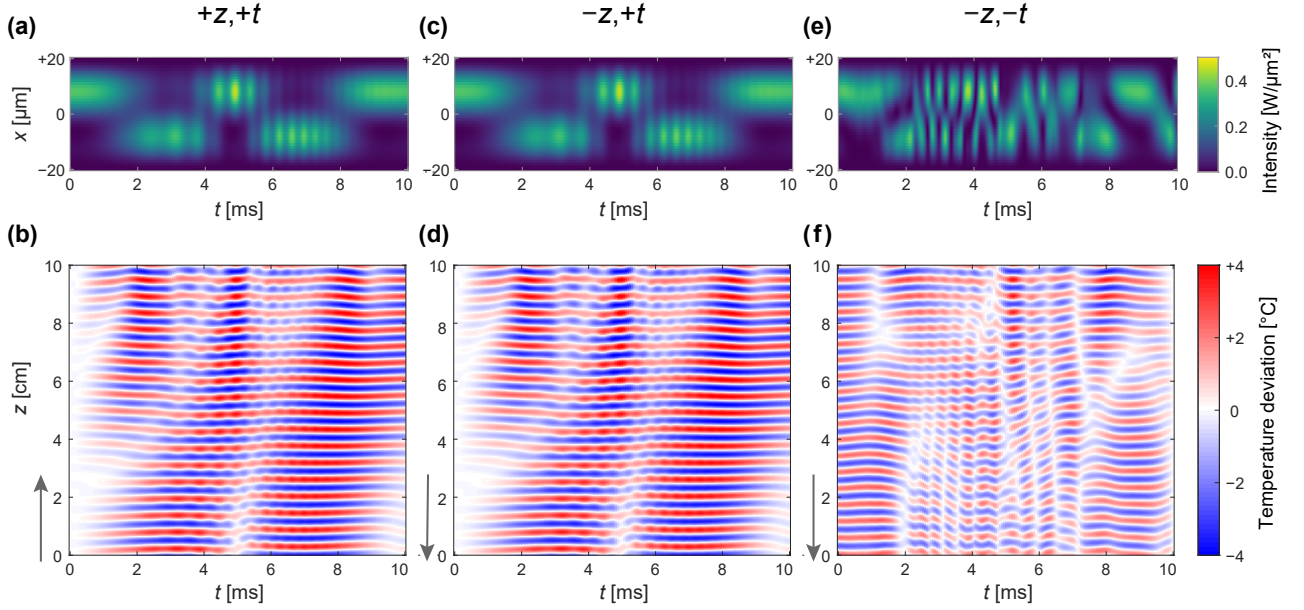 +z,+t
−z,+t
−z,−t
(a)
(c)
(e)
+20
0
−20
x [µm]
0 2 4 6 8 10
t [ms]
+20
0
−20
0 2 4 6 8 10
t [ms]
+20
0
−20
0 2 4 6 8 10
t [ms]
0.4
0.2
0.0
Intensity [W/µm²]
(b)
(d)
(f)
10
8
6
4
2
0
z [cm]
0 2 4 6 8 10
t [ms]
10
8
6
4
2
0
0 2 4 6 8 10
t [ms]
10
8
6
4
2
0
0 2 4 6 8 10
t [ms]
+4
+2
0
−2
−4
Temperature deviation [°C]